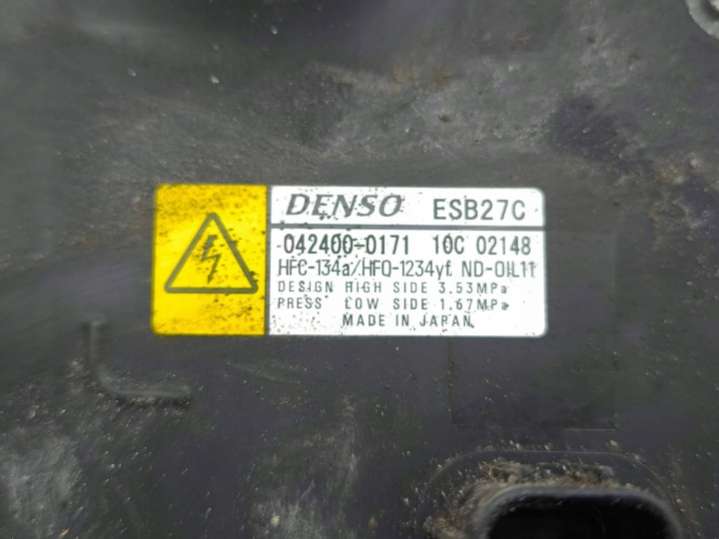 DENSO ESB27C
042400-0171 10C 02148
HFC-134a/HFO-1234yf ND-OIL11
DESIGN HIGH SIDE 3.53MPa
PRESS LOW SIDE 1.67MPa
MADE IN JAPAN